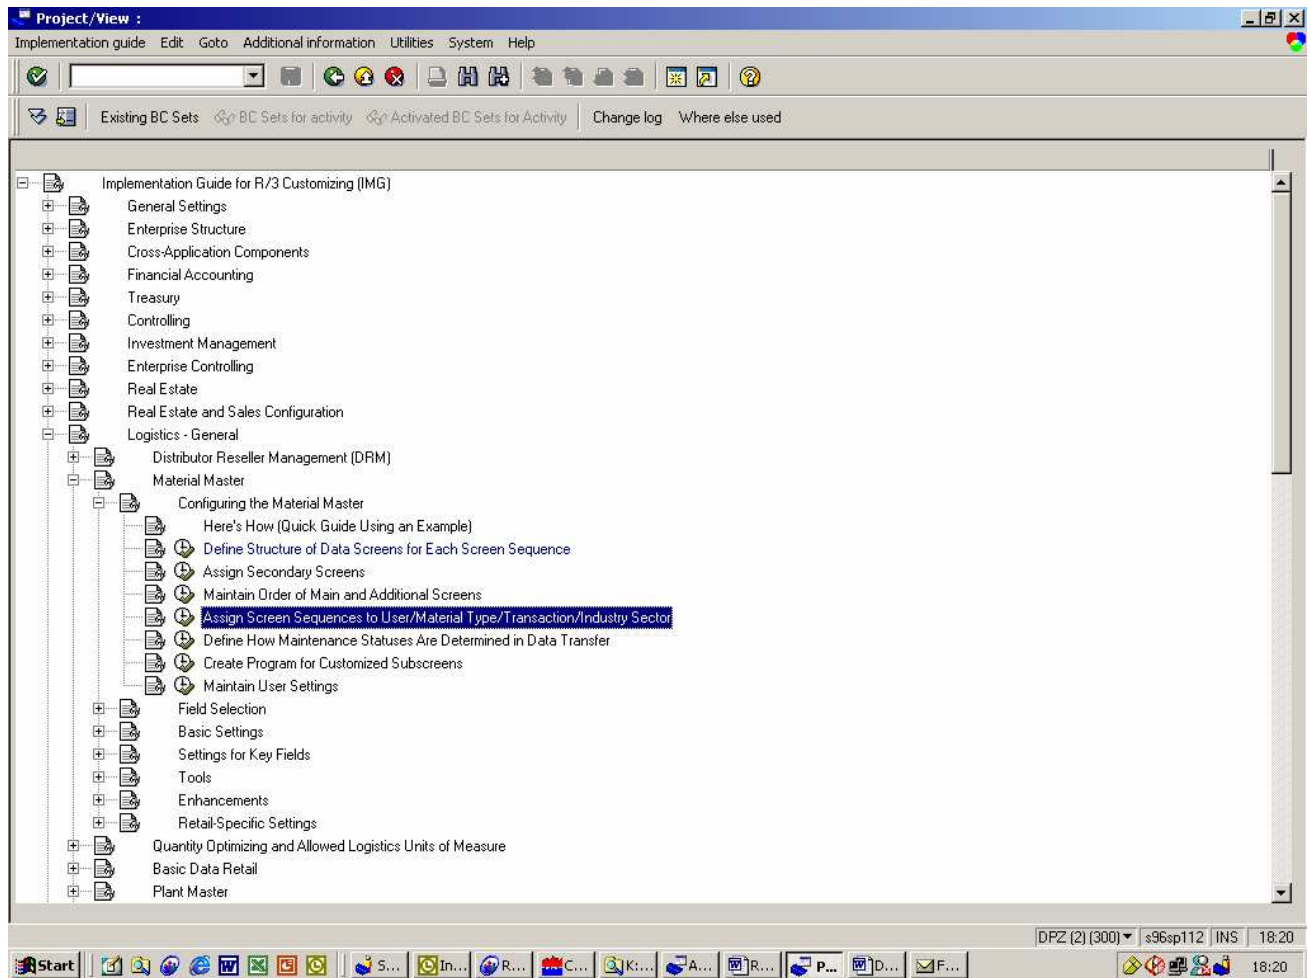 Project/View :
Implementation guide Edit Goto Additional information Utilities System Help
Existing BC Sets BC Sets for activity Activated BC Sets for Activity Change log Where else used
Implementation Guide for R/3 Customizing (IMG)
General Settings
Enterprise Structure
Cross-Application Components
Financial Accounting
Treasury
Controlling
Investment Management
Enterprise Controlling
Real Estate
Real Estate and Sales Configuration
Logistics - General
Distributor Reseller Management (DRM)
Material Master
Configuring the Material Master
Here's How (Quick Guide Using an Example)
Define Structure of Data Screens for Each Screen Sequence
Assign Secondary Screens
Maintain Order of Main and Additional Screens
Assign Screen Sequences to User/Material Type/Transaction/Industry Sector
Define How Maintenance Statuses Are Determined in Data Transfer
Create Program for Customized Subscreens
Maintain User Settings
Field Selection
Basic Settings
Settings for Key Fields
Tools
Enhancements
Retail-Specific Settings
Quantity Optimizing and Allowed Logistics Units of Measure
Basic Data Retail
Plant Master
DPZ (2) (300) s96sp112 INS 18:20
Start S... In... R... C... K:... A... R... P... D... F... 18:20